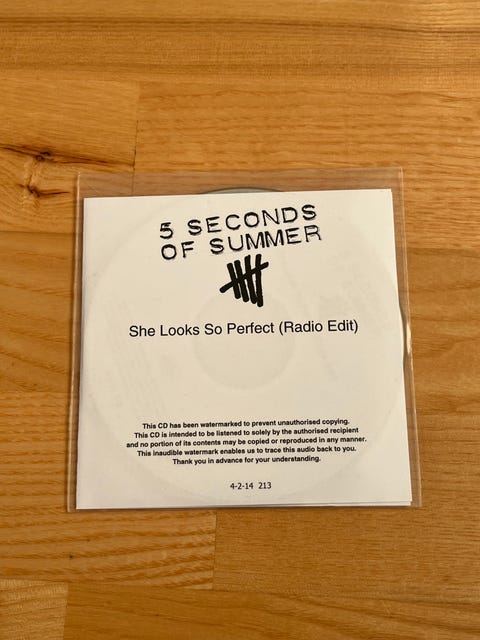 5 SECONDS
OF SUMMER
She Looks So Perfect (Radio Edit)
This CD has been watermarked to prevent unauthorised copying.
This CD is intended to be listened to solely by the authorised recipient
and no portion of its contents may be copied or reproduced in any manner.
This inaudible watermark enables us to trace this audio back to you.
Thank you in advance for your understanding.
4-2-14 213